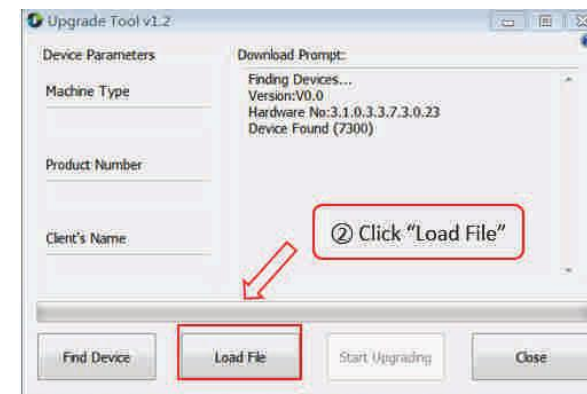 Upgrade Tool v1.2
Device Parameters
Download Prompt:
Machine Type
Finding Devices...
Version:V0.0
Hardware No:3.1.0.3.3.7.3.0.23
Device Found (7300)
Product Number
Client's Name
② Click “Load File”
Find Device
Load File
Start Upgrading
Close